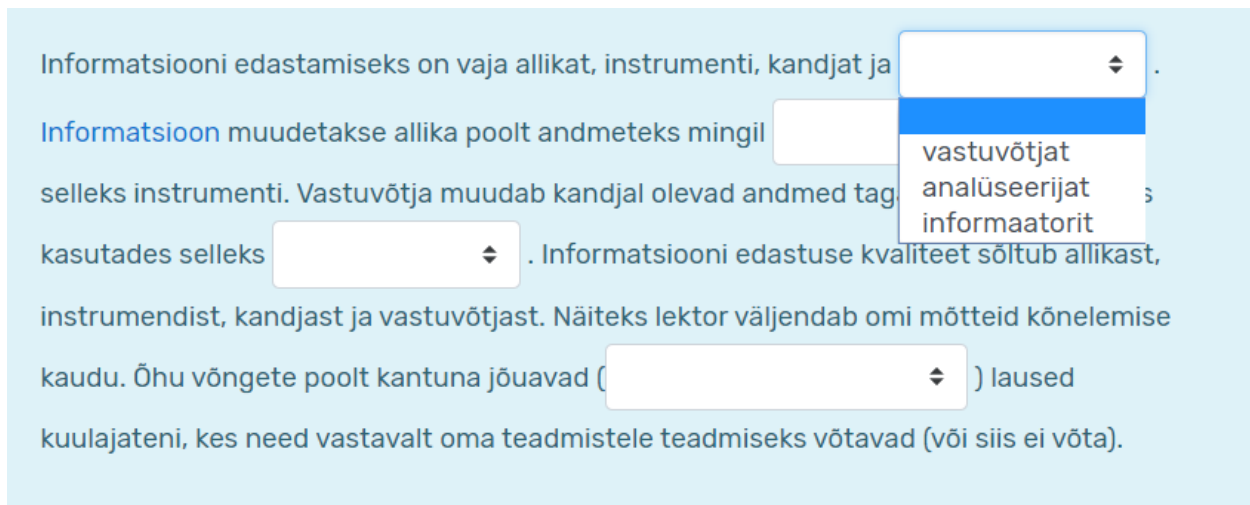 Informatsiooni edastamiseks on vaja allikat, instrumenti, kandjat ja .
Informatsioon muudetakse allika poolt andmeteks mingil
vastuvõtjat
analüseerijat
informaatorit
selleks instrumenti. Vastuvõtja muudab kandjal olevad andmed
kasutades selleks . Informatsiooni edastuse kvaliteet sõltub allikast,
instrumendist, kandjast ja vastuvõtjast. Näiteks lektor väljendab omi mõtteid kõnelemise
kaudu. Õhu võngete poolt kantuna jõuavad ( ) laused
kuulajateni, kes need vastavalt oma teadmistele teadmiseks võtavad (või siis ei võta).